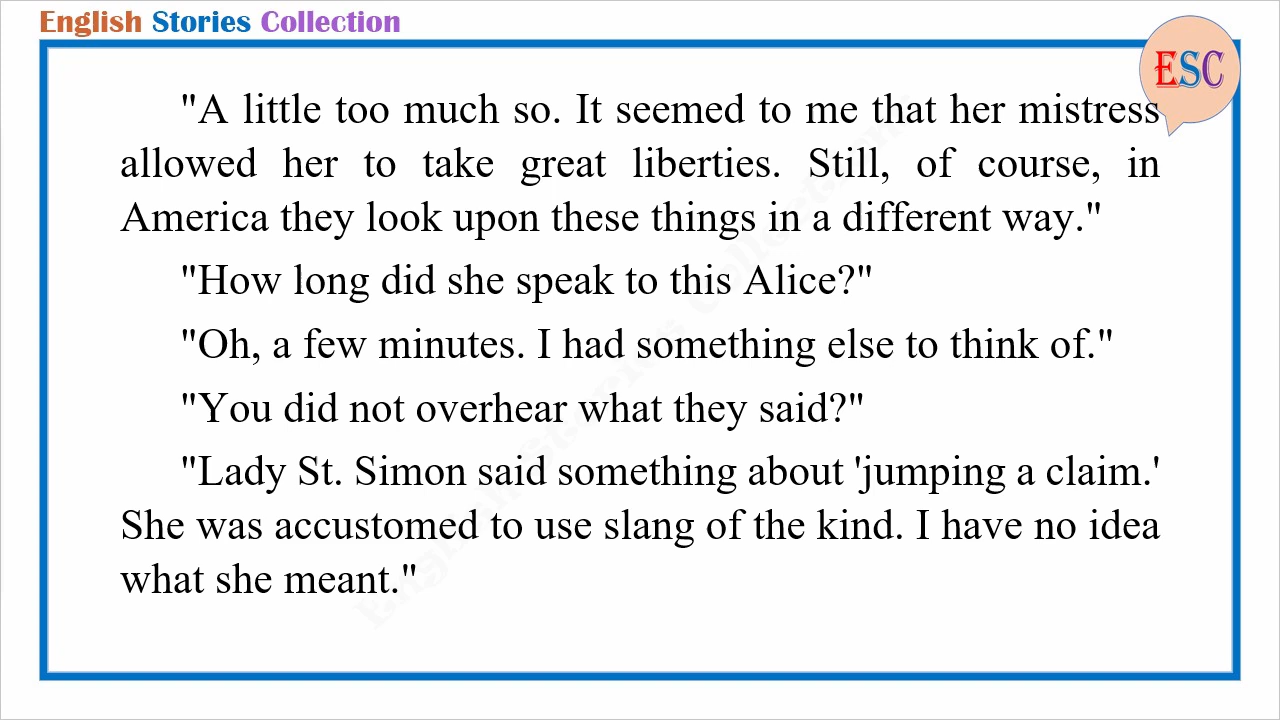 English Stories Collection
ESC
"A little too much so. It seemed to me that her mistress
allowed her to take great liberties. Still, of course, in
America they look upon these things in a different way."
"How long did she speak to this Alice?"
"Oh, a few minutes. I had something else to think of."
"You did not overhear what they said?"
"Lady St. Simon said something about 'jumping a claim.'
She was accustomed to use slang of the kind. I have no idea
what she meant."
English Stories Collection